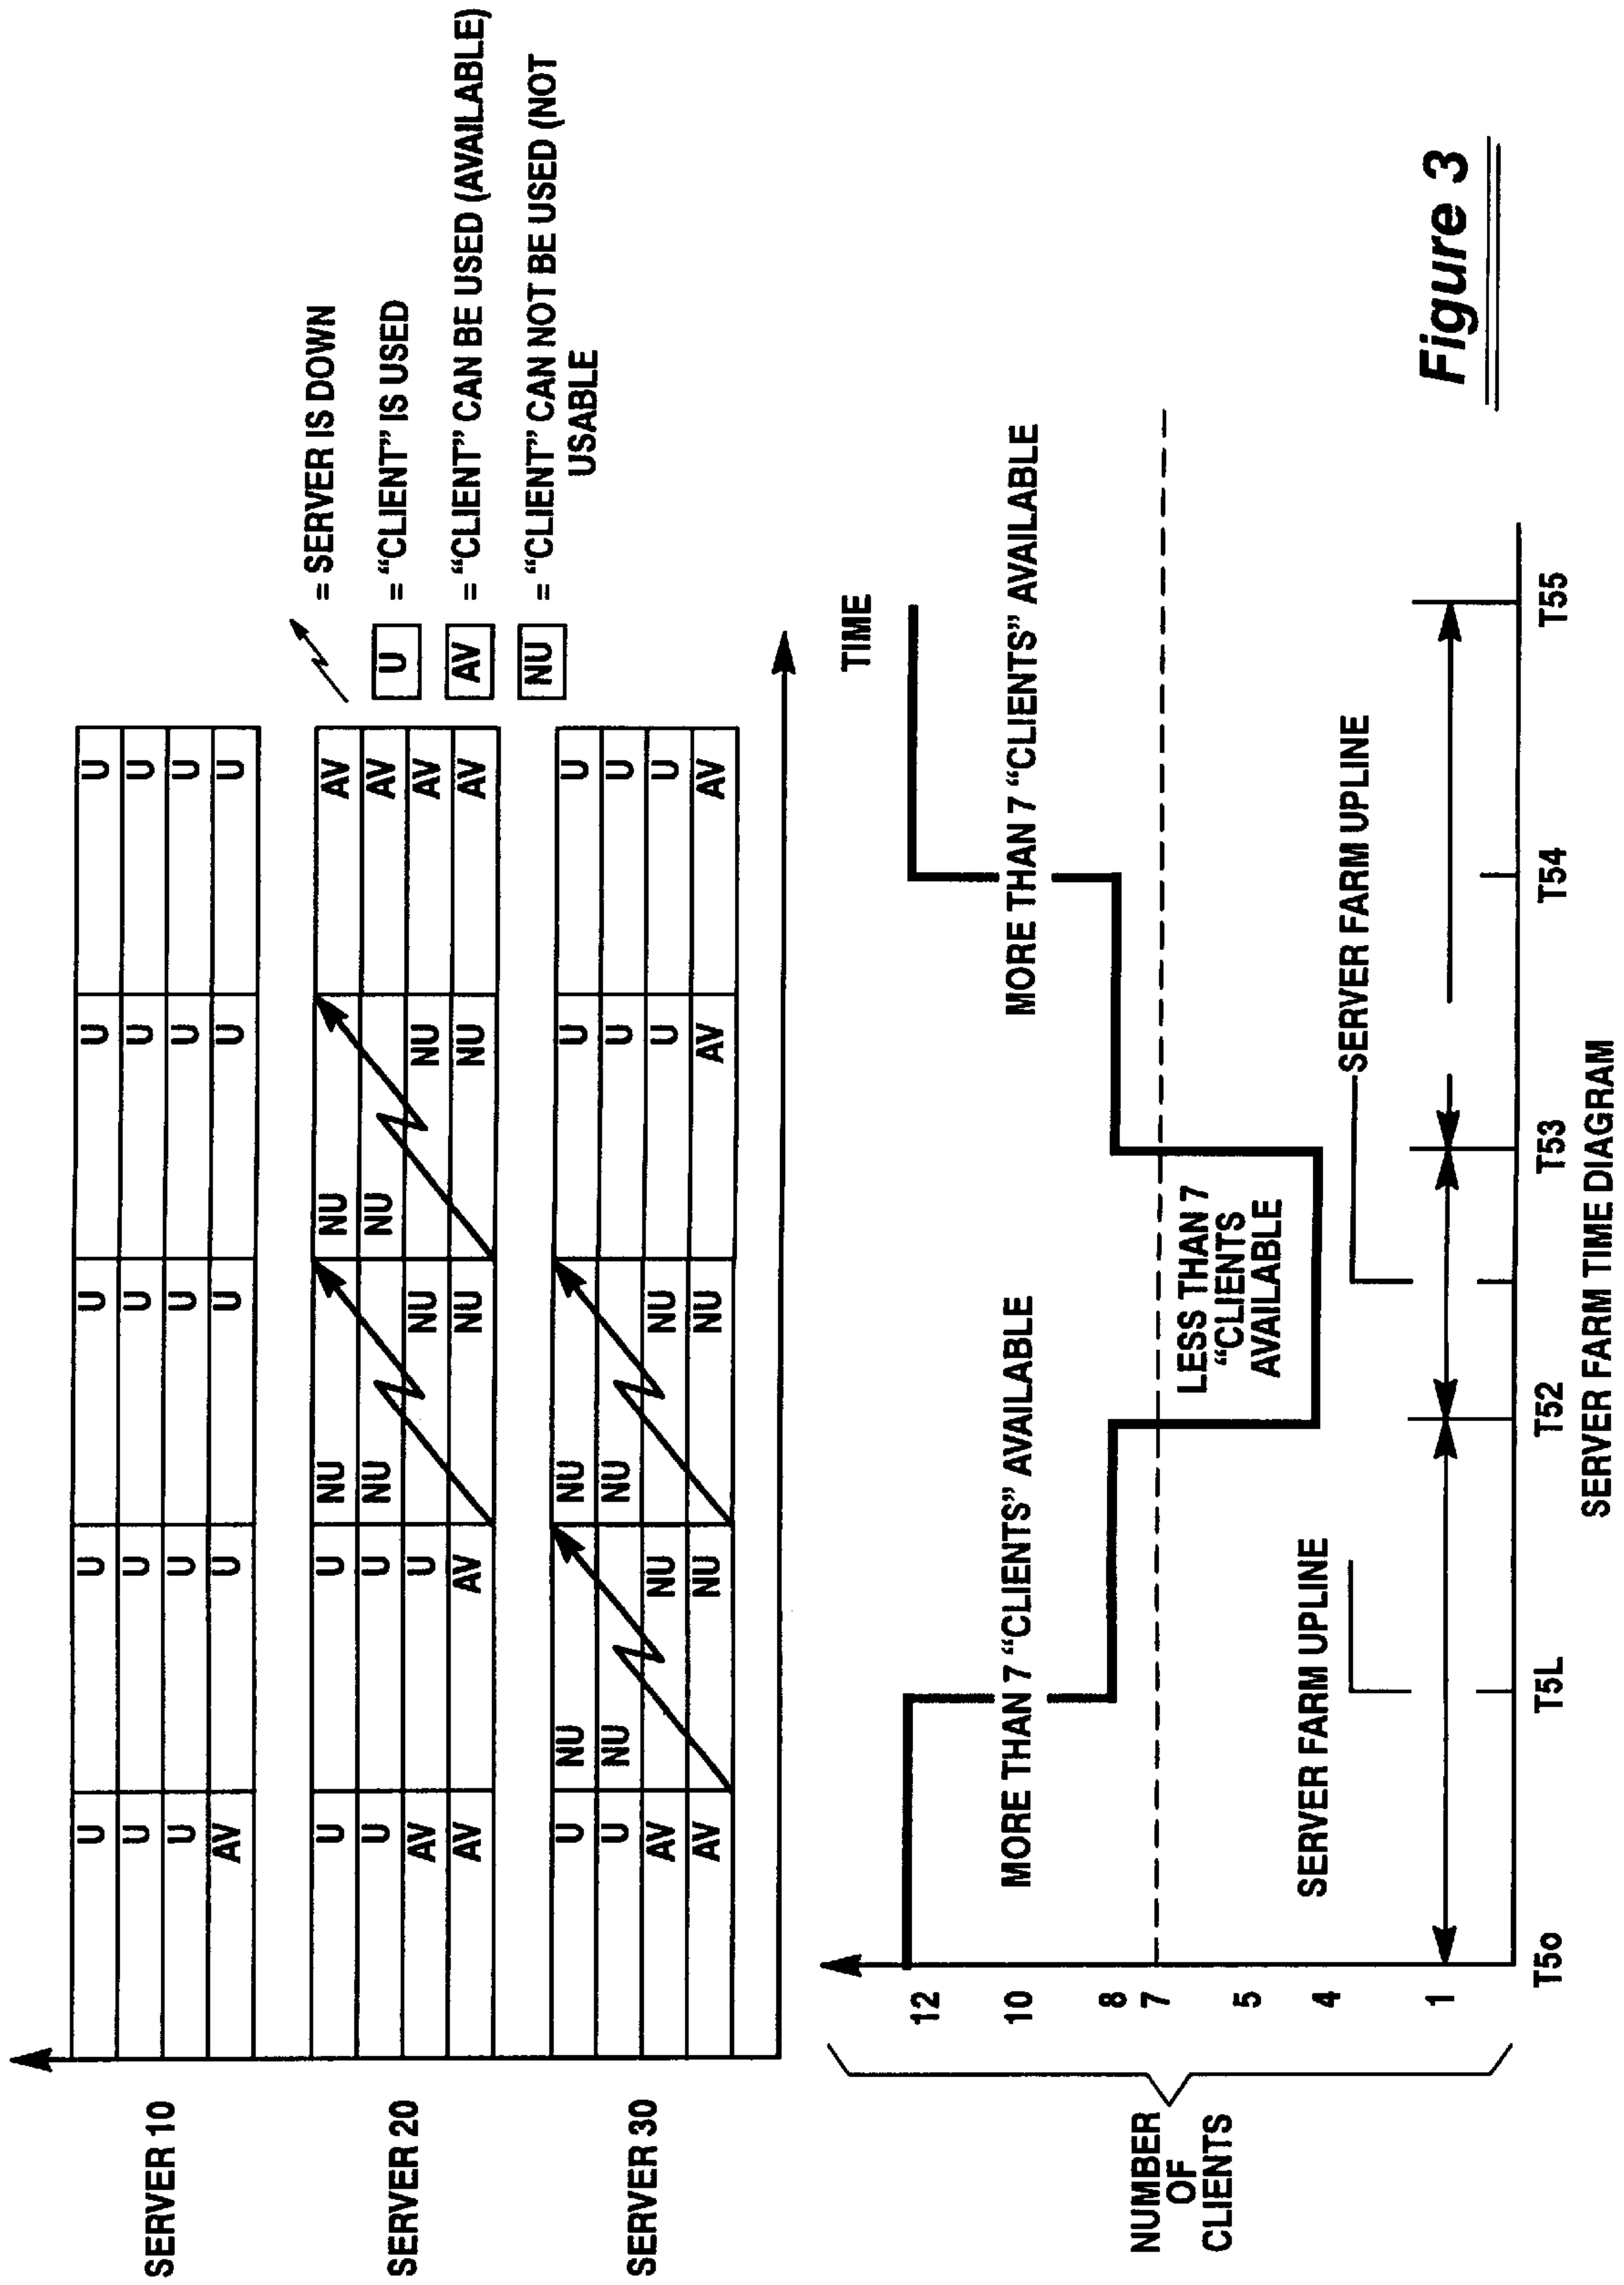 SERVER 10
U U U U U
U U U U U
U U U U U
AV U U U U
SERVER 20
U U NU NU AV
U U NU NU AV
AV U NU NU AV
AV AV NU NU AV
SERVER 30
U NU NU U U
U NU NU U U
AV NU NU U U
AV NU NU AV AV
= SERVER IS DOWN
U = “CLIENT” IS USED
AV = “CLIENT” CAN BE USED (AVAILABLE)
NU = “CLIENT” CAN NOT BE USED (NOT
USABLE
TIME
NUMBER
OF
CLIENTS
12
10
8
7
5
4
1
MORE THAN 7 “CLIENTS” AVAILABLE
LESS THAN 7
“CLIENTS
AVAILABLE
MORE THAN 7 “CLIENTS” AVAILABLE
SERVER FARM UPLINE
SERVER FARM UPLINE
T5o T5L T52 T53 T54 T55
SERVER FARM TIME DIAGRAM
Figure 3